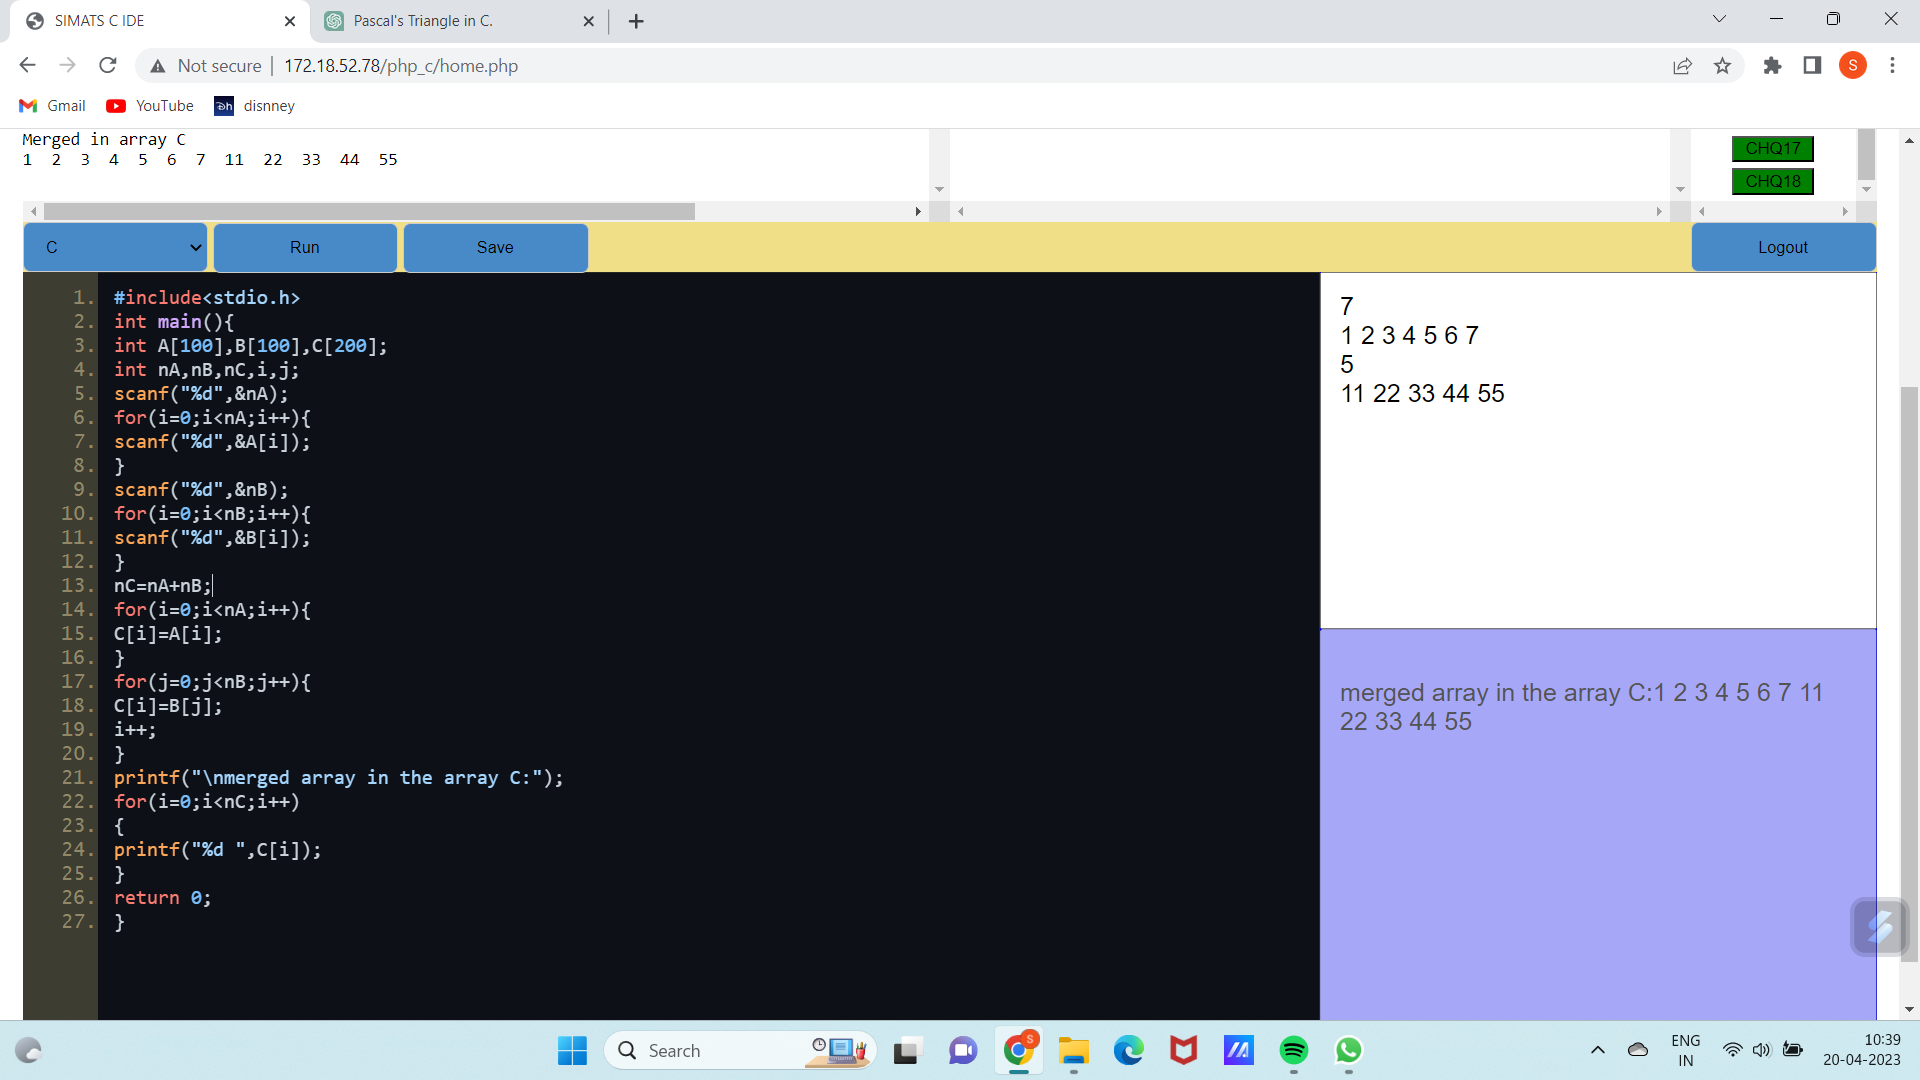 SIMATS C IDE
Pascal's Triangle in C.
Not secure | 172.18.52.78/php_c/home.php
S
Gmail YouTube disnney
Merged in array C
1 2 3 4 5 6 7 11 22 33 44 55
CHQ17
CHQ18
C
Run
Save
Logout
1. #include<stdio.h>
2. int main(){
3. int A[100],B[100],C[200];
4. int nA,nB,nC,i,j;
5. scanf("%d",&nA);
6. for(i=0;i<nA;i++){
7. scanf("%d",&A[i]);
8. }
9. scanf("%d",&nB);
10. for(i=0;i<nB;i++){
11. scanf("%d",&B[i]);
12. }
13. nC=nA+nB;
14. for(i=0;i<nA;i++){
15. C[i]=A[i];
16. }
17. for(j=0;j<nB;j++){
18. C[i]=B[j];
19. i++;
20. }
21. printf("\nmerged array in the array C:");
22. for(i=0;i<nC;i++)
23. {
24. printf("%d ",C[i]);
25. }
26. return 0;
27. }
7
1 2 3 4 5 6 7
5
11 22 33 44 55
merged array in the array C:1 2 3 4 5 6 7 11
22 33 44 55
Search
S
ENG
IN
10:39
20-04-2023